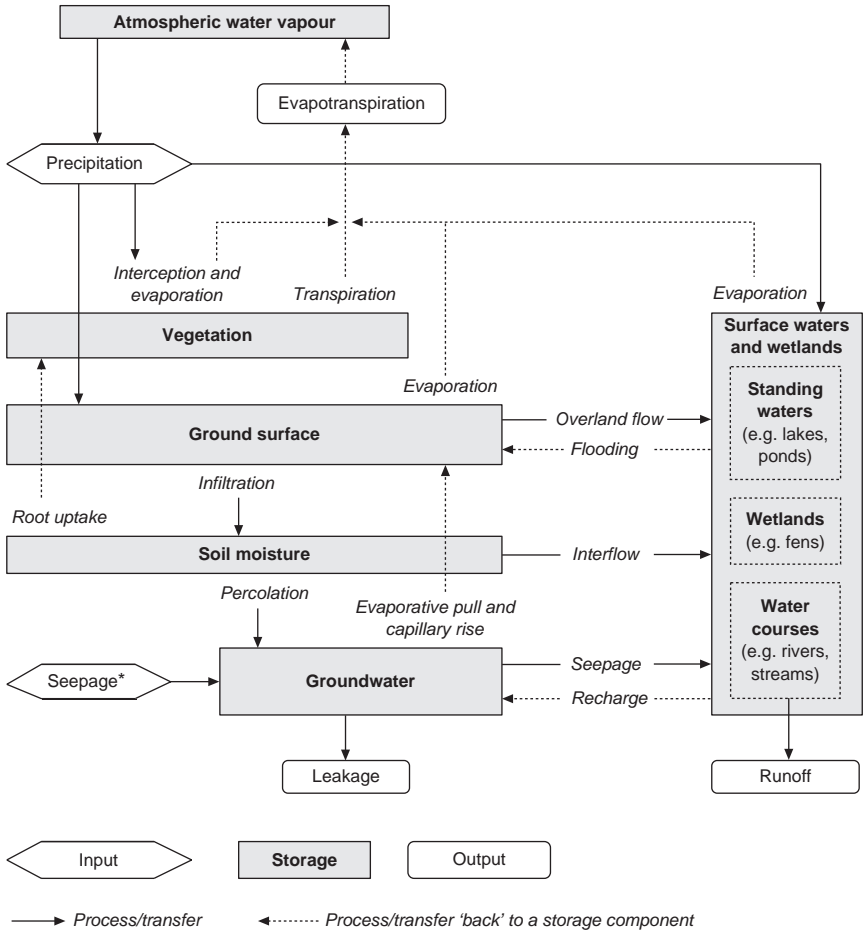 Atmospheric water vapour
Evapotranspiration
Precipitation
Interception and
evaporation
Transpiration
Evaporation
Surface waters
and wetlands
Vegetation
Evaporation
Standing
waters
(e.g. lakes,
ponds)
Ground surface
Overland flow
Flooding
Infiltration
Root uptake
Wetlands
(e.g. fens)
Soil moisture
Interflow
Percolation
Evaporative pull and
capillary rise
Water
courses
(e.g. rivers,
streams)
Seepage*
Groundwater
Seepage
Recharge
Leakage
Runoff
Input
Storage
Output
Process/transfer
Process/transfer ‘back’ to a storage component